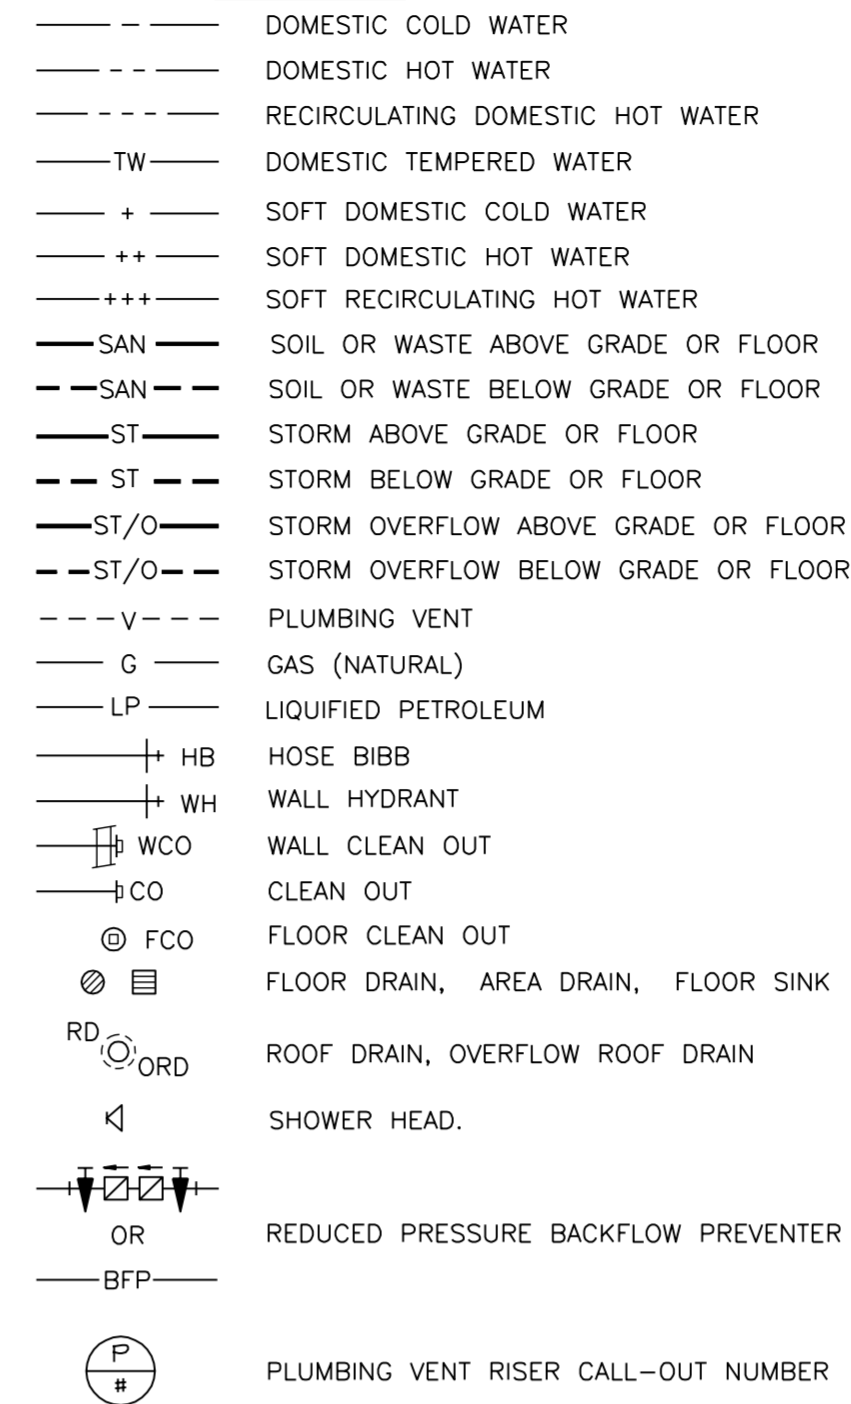 DOMESTIC COLD WATER
DOMESTIC HOT WATER
RECIRCULATING DOMESTIC HOT WATER
TW DOMESTIC TEMPERED WATER
+ SOFT DOMESTIC COLD WATER
++ SOFT DOMESTIC HOT WATER
+++ SOFT RECIRCULATING HOT WATER
SAN SOIL OR WASTE ABOVE GRADE OR FLOOR
SAN SOIL OR WASTE BELOW GRADE OR FLOOR
ST STORM ABOVE GRADE OR FLOOR
ST STORM BELOW GRADE OR FLOOR
ST/O STORM OVERFLOW ABOVE GRADE OR FLOOR
ST/O STORM OVERFLOW BELOW GRADE OR FLOOR
V PLUMBING VENT
G GAS (NATURAL)
LP LIQUIFIED PETROLEUM
HB HOSE BIBB
WH WALL HYDRANT
WCO WALL CLEAN OUT
CO CLEAN OUT
FCO FLOOR CLEAN OUT
FLOOR DRAIN, AREA DRAIN, FLOOR SINK
RD
ORD ROOF DRAIN, OVERFLOW ROOF DRAIN
SHOWER HEAD.
OR REDUCED PRESSURE BACKFLOW PREVENTER
BFP
P
# PLUMBING VENT RISER CALL-OUT NUMBER